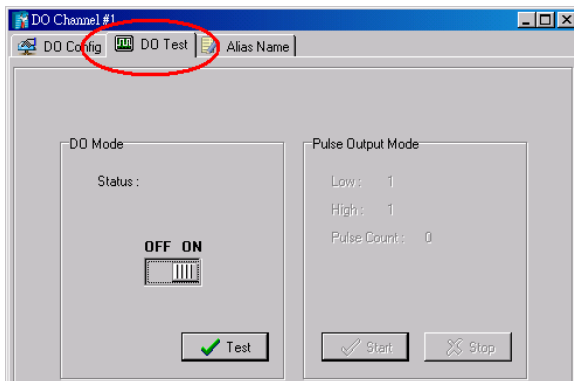 DO Channel #1
DO Config
DO Test
Alias Name
DO Mode
Status :
OFF ON
Test
Pulse Output Mode
Low : 1
High : 1
Pulse Count : 0
Start
Stop